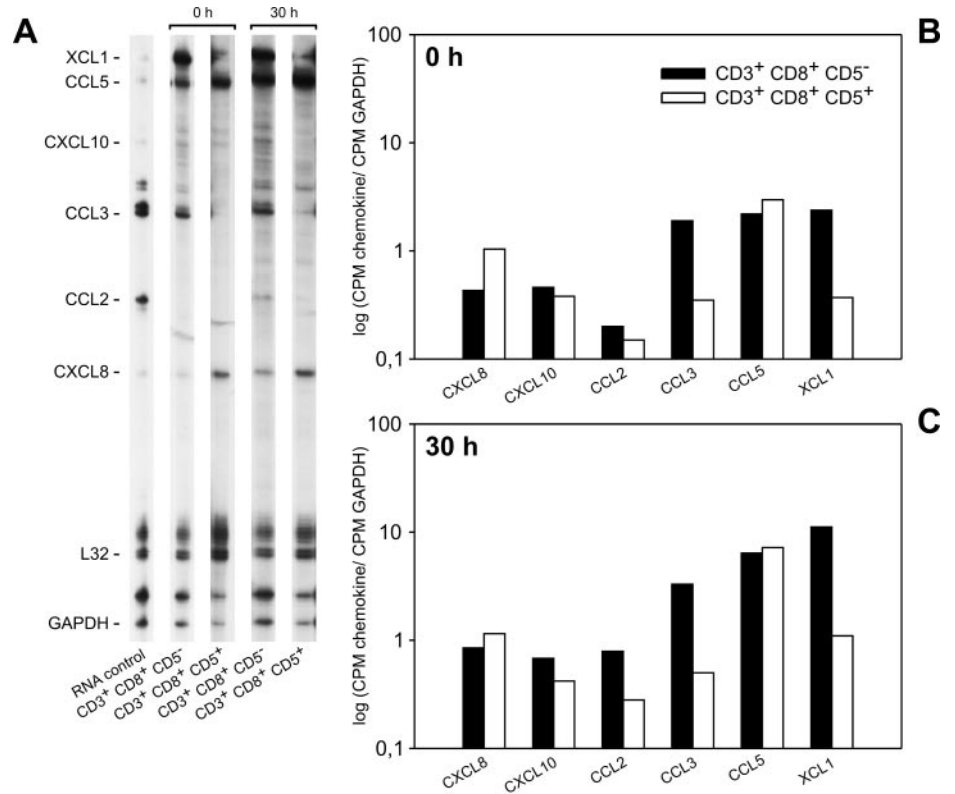 A
0 h
30 h
XCL1 -
CCL5 -
CXCL10 -
CCL3 -
CCL2 -
CXCL8 -
L32 -
GAPDH -
RNA control
CD3⁺ CD8⁺ CD5⁻
CD3⁺ CD8⁺ CD5⁺
CD3⁺ CD8⁺ CD5⁻
CD3⁺ CD8⁺ CD5⁺
B
0 h
CD3⁺ CD8⁺ CD5⁻
CD3⁺ CD8⁺ CD5⁺
log (CPM chemokine/ CPM GAPDH)
100
10
1
0,1
CXCL8
CXCL10
CCL2
CCL3
CCL5
XCL1
C
30 h
log (CPM chemokine/ CPM GAPDH)
100
10
1
0,1
CXCL8
CXCL10
CCL2
CCL3
CCL5
XCL1